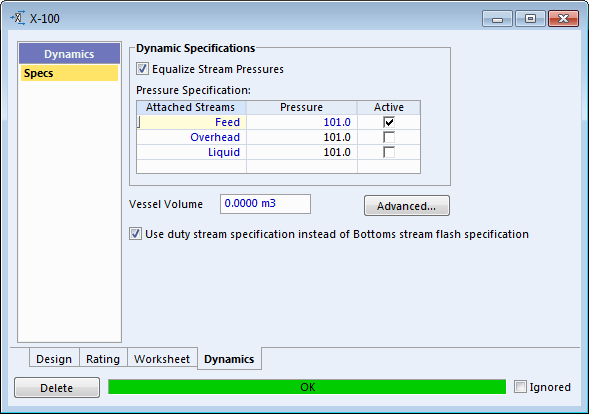 X-100
Dynamics
Specs
Dynamic Specifications
Equalize Stream Pressures
Pressure Specification:
Attached Streams Pressure Active
Feed 101.0
Overhead 101.0
Liquid 101.0
Vessel Volume 0.0000 m3 Advanced...
Use duty stream specification instead of Bottoms stream flash specification
Design Rating Worksheet Dynamics
Delete OK Ignored